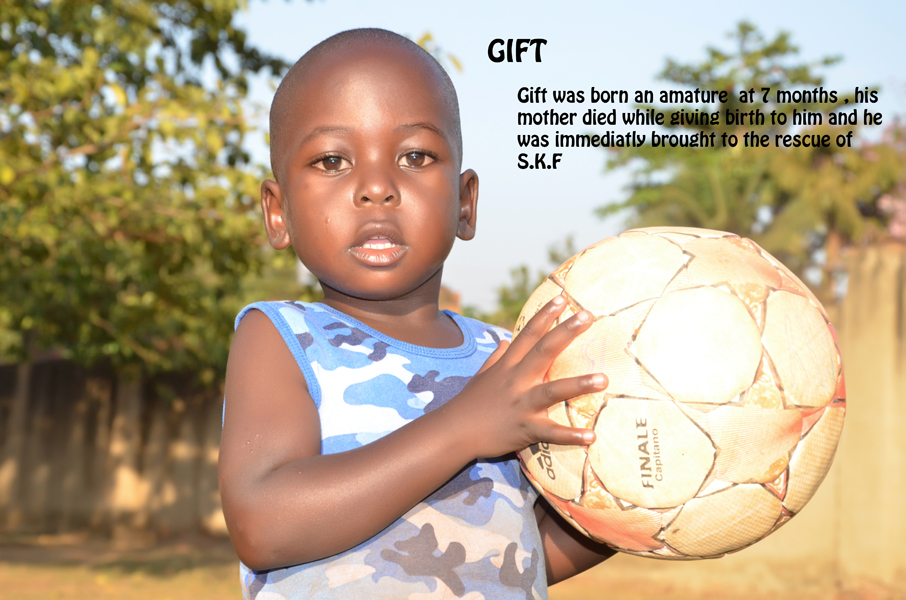 GIFT
Gift was born an amature at 7 months , his
mother died while giving birth to him and he
was immediatly brought to the rescue of
S.K.F
adid
FINALE
Capitano